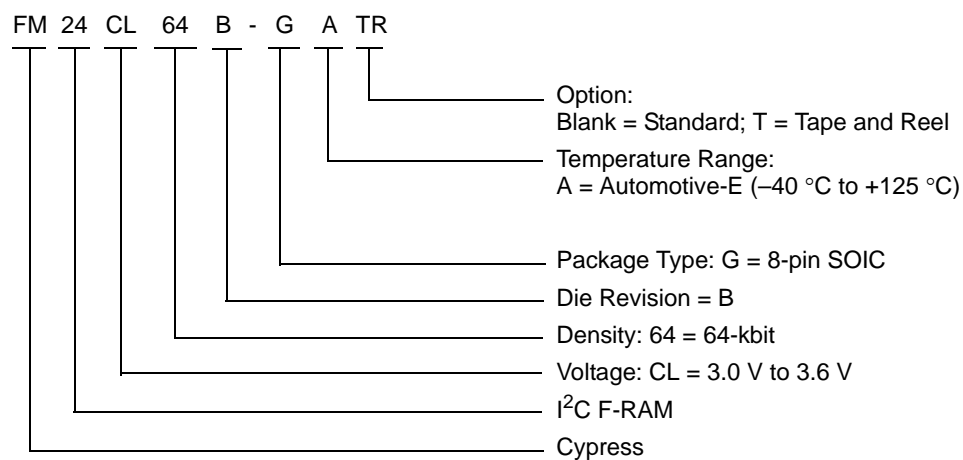 FM 24 CL 64 B - G A TR
Option:
Blank = Standard; T = Tape and Reel
Temperature Range:
A = Automotive-E (–40 °C to +125 °C)
Package Type: G = 8-pin SOIC
Die Revision = B
Density: 64 = 64-kbit
Voltage: CL = 3.0 V to 3.6 V
I²C F-RAM
Cypress